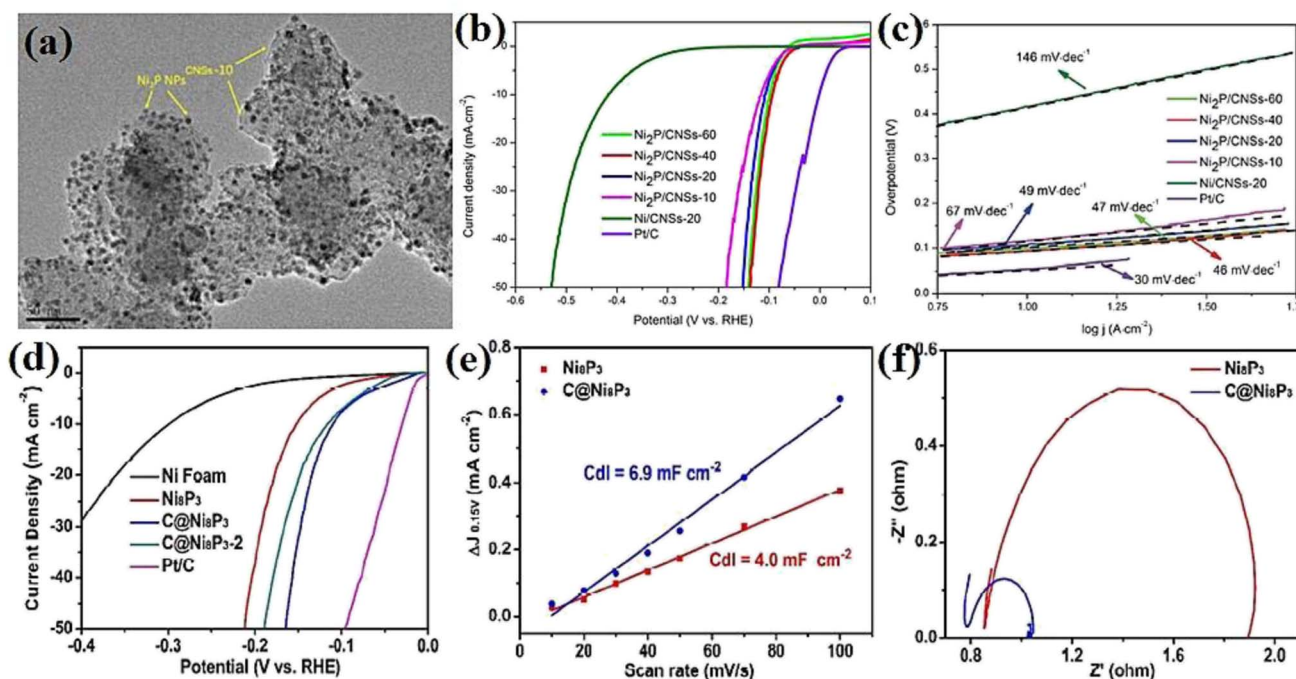 (a)
Ni₂P NPs
CNSs-10
50 nm
(b)
Current density (mA·cm⁻²)
0
-10
-20
-30
-40
-50
Ni₂P/CNSs-60
Ni₂P/CNSs-40
Ni₂P/CNSs-20
Ni₂P/CNSs-10
Ni/CNSs-20
Pt/C
-0.6
-0.5
-0.4
-0.3
-0.2
-0.1
0.0
0.1
Potential (V vs. RHE)
(c)
Overpotential (V)
0.6
0.5
0.4
0.3
0.2
0.1
0.0
146 mV·dec⁻¹
Ni₂P/CNSs-60
Ni₂P/CNSs-40
Ni₂P/CNSs-20
Ni₂P/CNSs-10
Ni/CNSs-20
Pt/C
67 mV·dec⁻¹
49 mV·dec⁻¹
47 mV·dec⁻¹
46 mV·dec⁻¹
30 mV·dec⁻¹
0.75
1.00
1.25
1.50
log j (A·cm⁻²)
(d)
Current Density (mA cm⁻²)
0
-10
-20
-30
-40
-50
Ni Foam
Ni₈P₃
C@Ni₈P₃
C@Ni₈P₃-2
Pt/C
-0.4
-0.3
-0.2
-0.1
-0.0
Potential (V vs. RHE)
(e)
ΔJ 0.15V (mA cm⁻²)
0.8
0.6
0.4
0.2
0.0
Ni₈P₃
C@Ni₈P₃
Cdl = 6.9 mF cm⁻²
Cdl = 4.0 mF cm⁻²
20
40
60
80
100
Scan rate (mV/s)
(f)
-Z'' (ohm)
0.6
0.4
0.2
0.0
Ni₈P₃
C@Ni₈P₃
0.8
1.2
1.6
2.0
Z' (ohm)